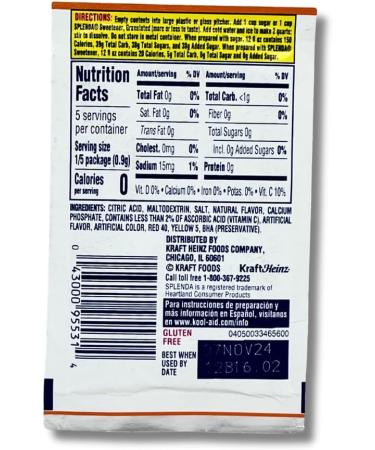 DIRECTIONS: Empty contents into large plastic or glass pitcher. Add 1 cup sugar or 1 cup
SPLENDA® Sweetener, Granulated (more or less to taste). Add cold water and ice to make 2 quarts;
stir to dissolve. Do not store in metal container. When prepared with sugar, 12 fl oz contains 150
Calories, 39g Total Carb, 38g Total Sugars, and 38g Added Sugar. When prepared with SPLENDA®
Sweetener, 12 fl oz contains 20 Calories, 5g Total Carb, 0g Total Sugar and 0g Added Sugar.
Nutrition
Facts
5 servings
per container
Serving size
1/5 package (0.9g)
Calories 0
per serving
Amount/serving % DV
Total Fat 0g 0%
Sat. Fat 0g 0%
Trans Fat 0g
Cholest. 0mg 0%
Sodium 15mg 1%
Amount/serving % DV
Total Carb. <1g 0%
Fiber 0g 0%
Total Sugars 0g
Incl. 0g Added Sugars 0%
Protein 0g
Vit. D 0% • Calcium 0% • Iron 0% • Potas. 0% • Vit. C 10%
INGREDIENTS: CITRIC ACID, MALTODEXTRIN, SALT, NATURAL FLAVOR, CALCIUM
PHOSPHATE, CONTAINS LESS THAN 2% OF ASCORBIC ACID (VITAMIN C), ARTIFICIAL
FLAVOR, ARTIFICIAL COLOR, RED 40, YELLOW 5, BHA (PRESERVATIVE).
DISTRIBUTED BY
KRAFT HEINZ FOODS COMPANY,
CHICAGO, IL 60601
© KRAFT FOODS KraftHeinz
Call toll free 1-800-367-9225
SPLENDA is a registered trademark of
Heartland Consumer Products
Para instrucciones de preparación y
más información en Español, visítanos
en www.kool-aid.com/info
GLUTEN
FREE
04050033465600
BEST WHEN
USED BY
DATE
17NOV24
12B16.02
0 43000 95531 4